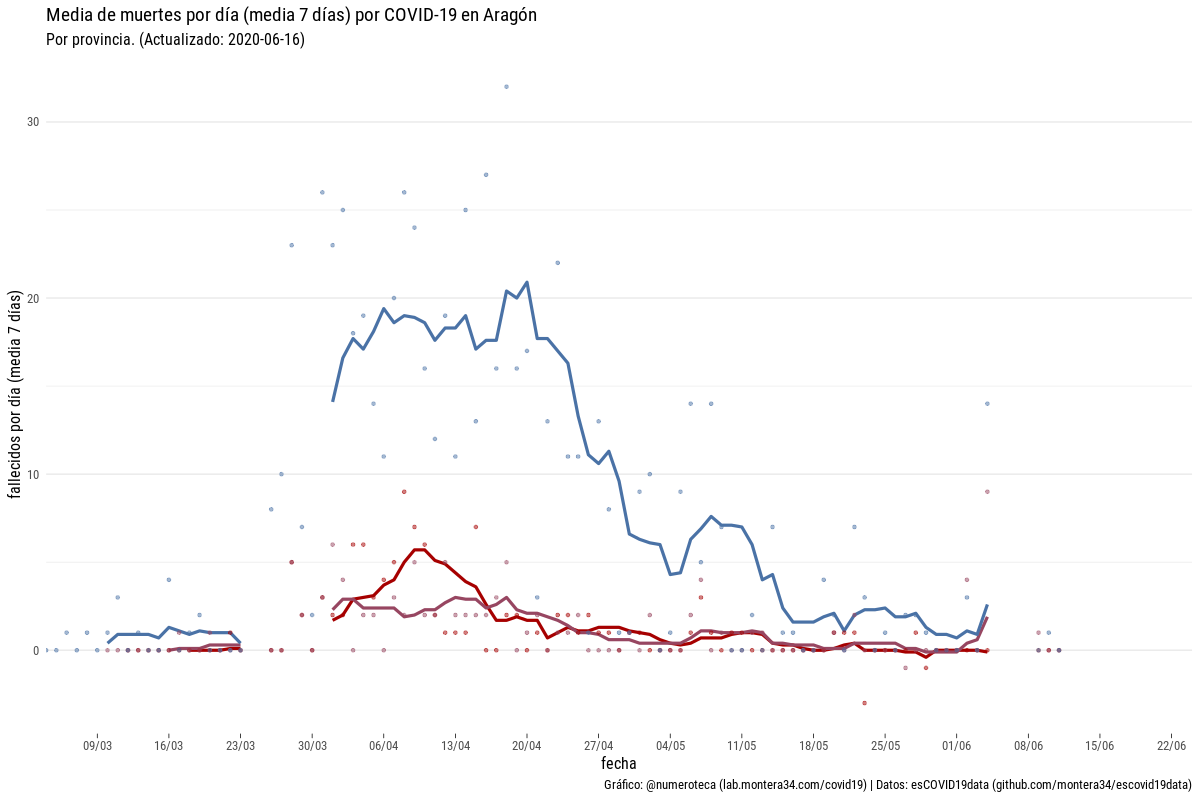 Media de muertes por día (media 7 días) por COVID-19 en Aragón
Por provincia. (Actualizado: 2020-06-16)
fallecidos por día (media 7 días)
30
20
10
0
09/03 16/03 23/03 30/03 06/04 13/04 20/04 27/04 04/05 11/05 18/05 25/05 01/06 08/06 15/06 22/06
fecha
Gráfico: @numeroteca (lab.montera34.com/covid19) | Datos: esCOVID19data (github.com/montera34/escovid19data)